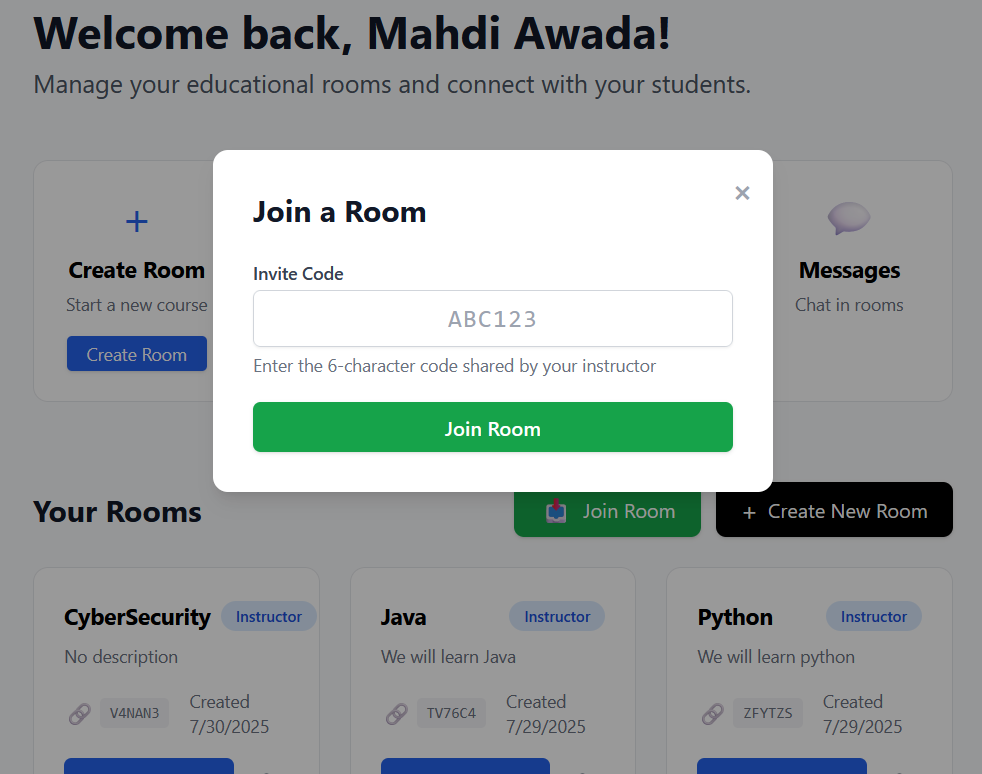 Welcome back, Mahdi Awada!
Manage your educational rooms and connect with your students.
Create Room
Start a new course
Create Room
Messages
Chat in rooms
Join a Room
×
Invite Code
ABC123
Enter the 6-character code shared by your instructor
Join Room
Your Rooms
Join Room
+ Create New Room
CyberSecurity
Instructor
No description
V4NAN3
Created
7/30/2025
Java
Instructor
We will learn Java
TV76C4
Created
7/29/2025
Python
Instructor
We will learn python
ZFYTZS
Created
7/29/2025